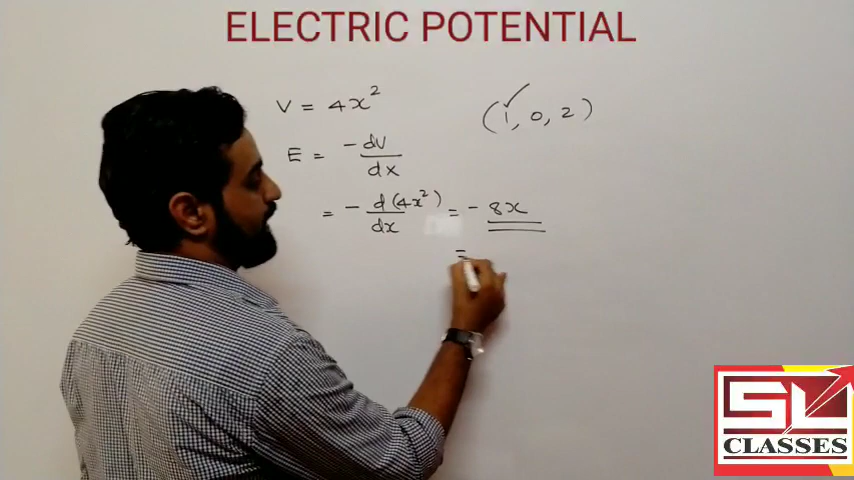 ELECTRIC POTENTIAL
V = 4x²
(1, 0, 2)
E = -dV/dx
= - d(4x²)/dx = - 8x
=
SL
CLASSES